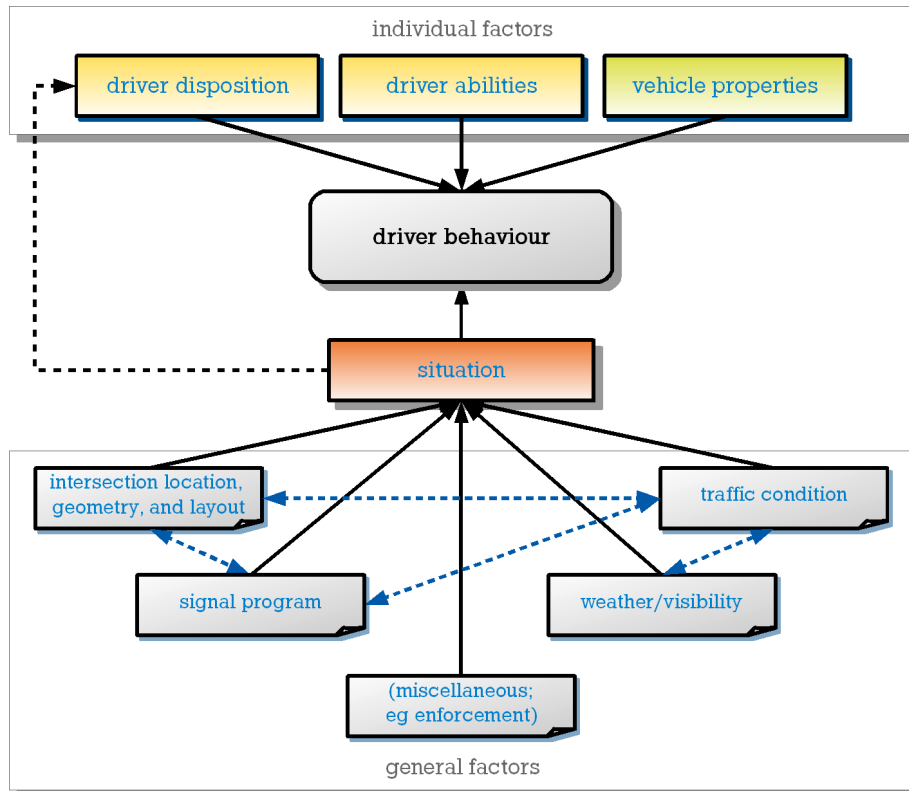 individual factors
driver disposition
driver abilities
vehicle properties
driver behaviour
situation
intersection location,
geometry, and layout
traffic condition
signal program
weather/visibility
(miscellaneous;
eg enforcement)
general factors